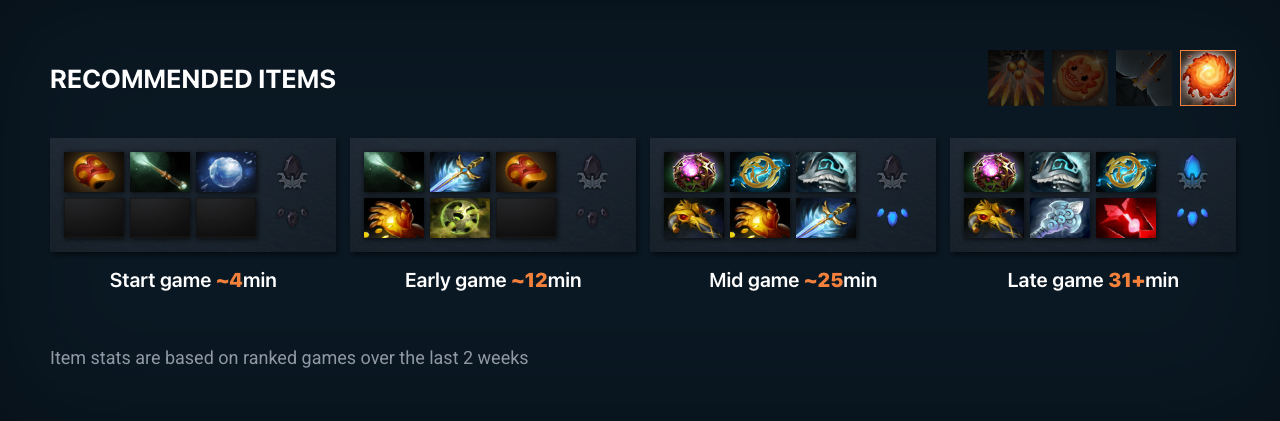 RECOMMENDED ITEMS
Start game ~4min
Early game ~12min
Mid game ~25min
Late game 31+min
Item stats are based on ranked games over the last 2 weeks